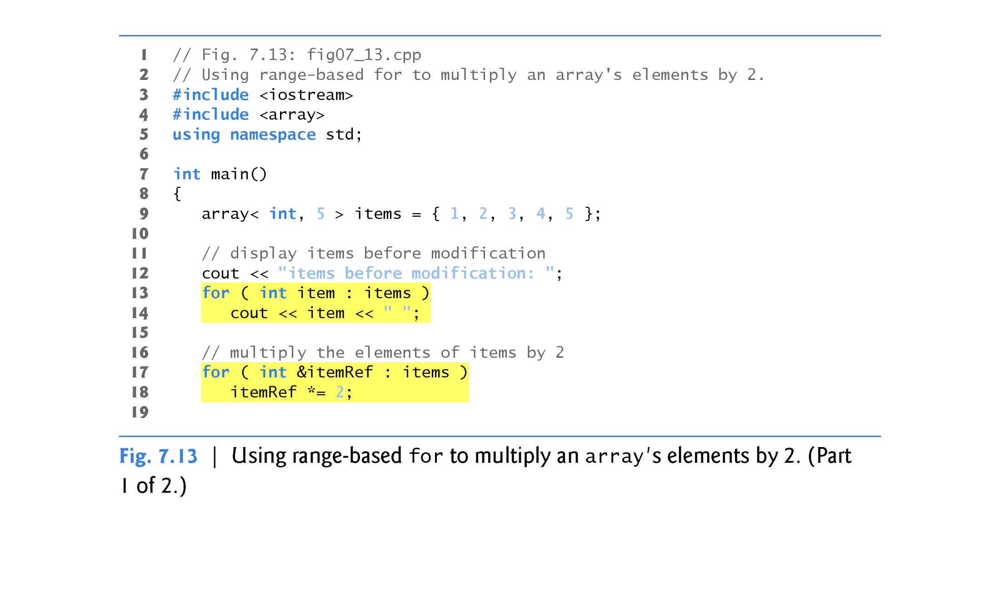 1 // Fig. 7.13: fig07_13.cpp
2 // Using range-based for to multiply an array's elements by 2.
3 #include <iostream>
4 #include <array>
5 using namespace std;
6
7 int main()
8 {
9    array< int, 5 > items = { 1, 2, 3, 4, 5 };
10
11    // display items before modification
12    cout << "items before modification: ";
13    for ( int item : items )
14       cout << item << " ";
15
16    // multiply the elements of items by 2
17    for ( int &itemRef : items )
18       itemRef *= 2;
19
Fig. 7.13 | Using range-based for to multiply an array's elements by 2. (Part
1 of 2.)